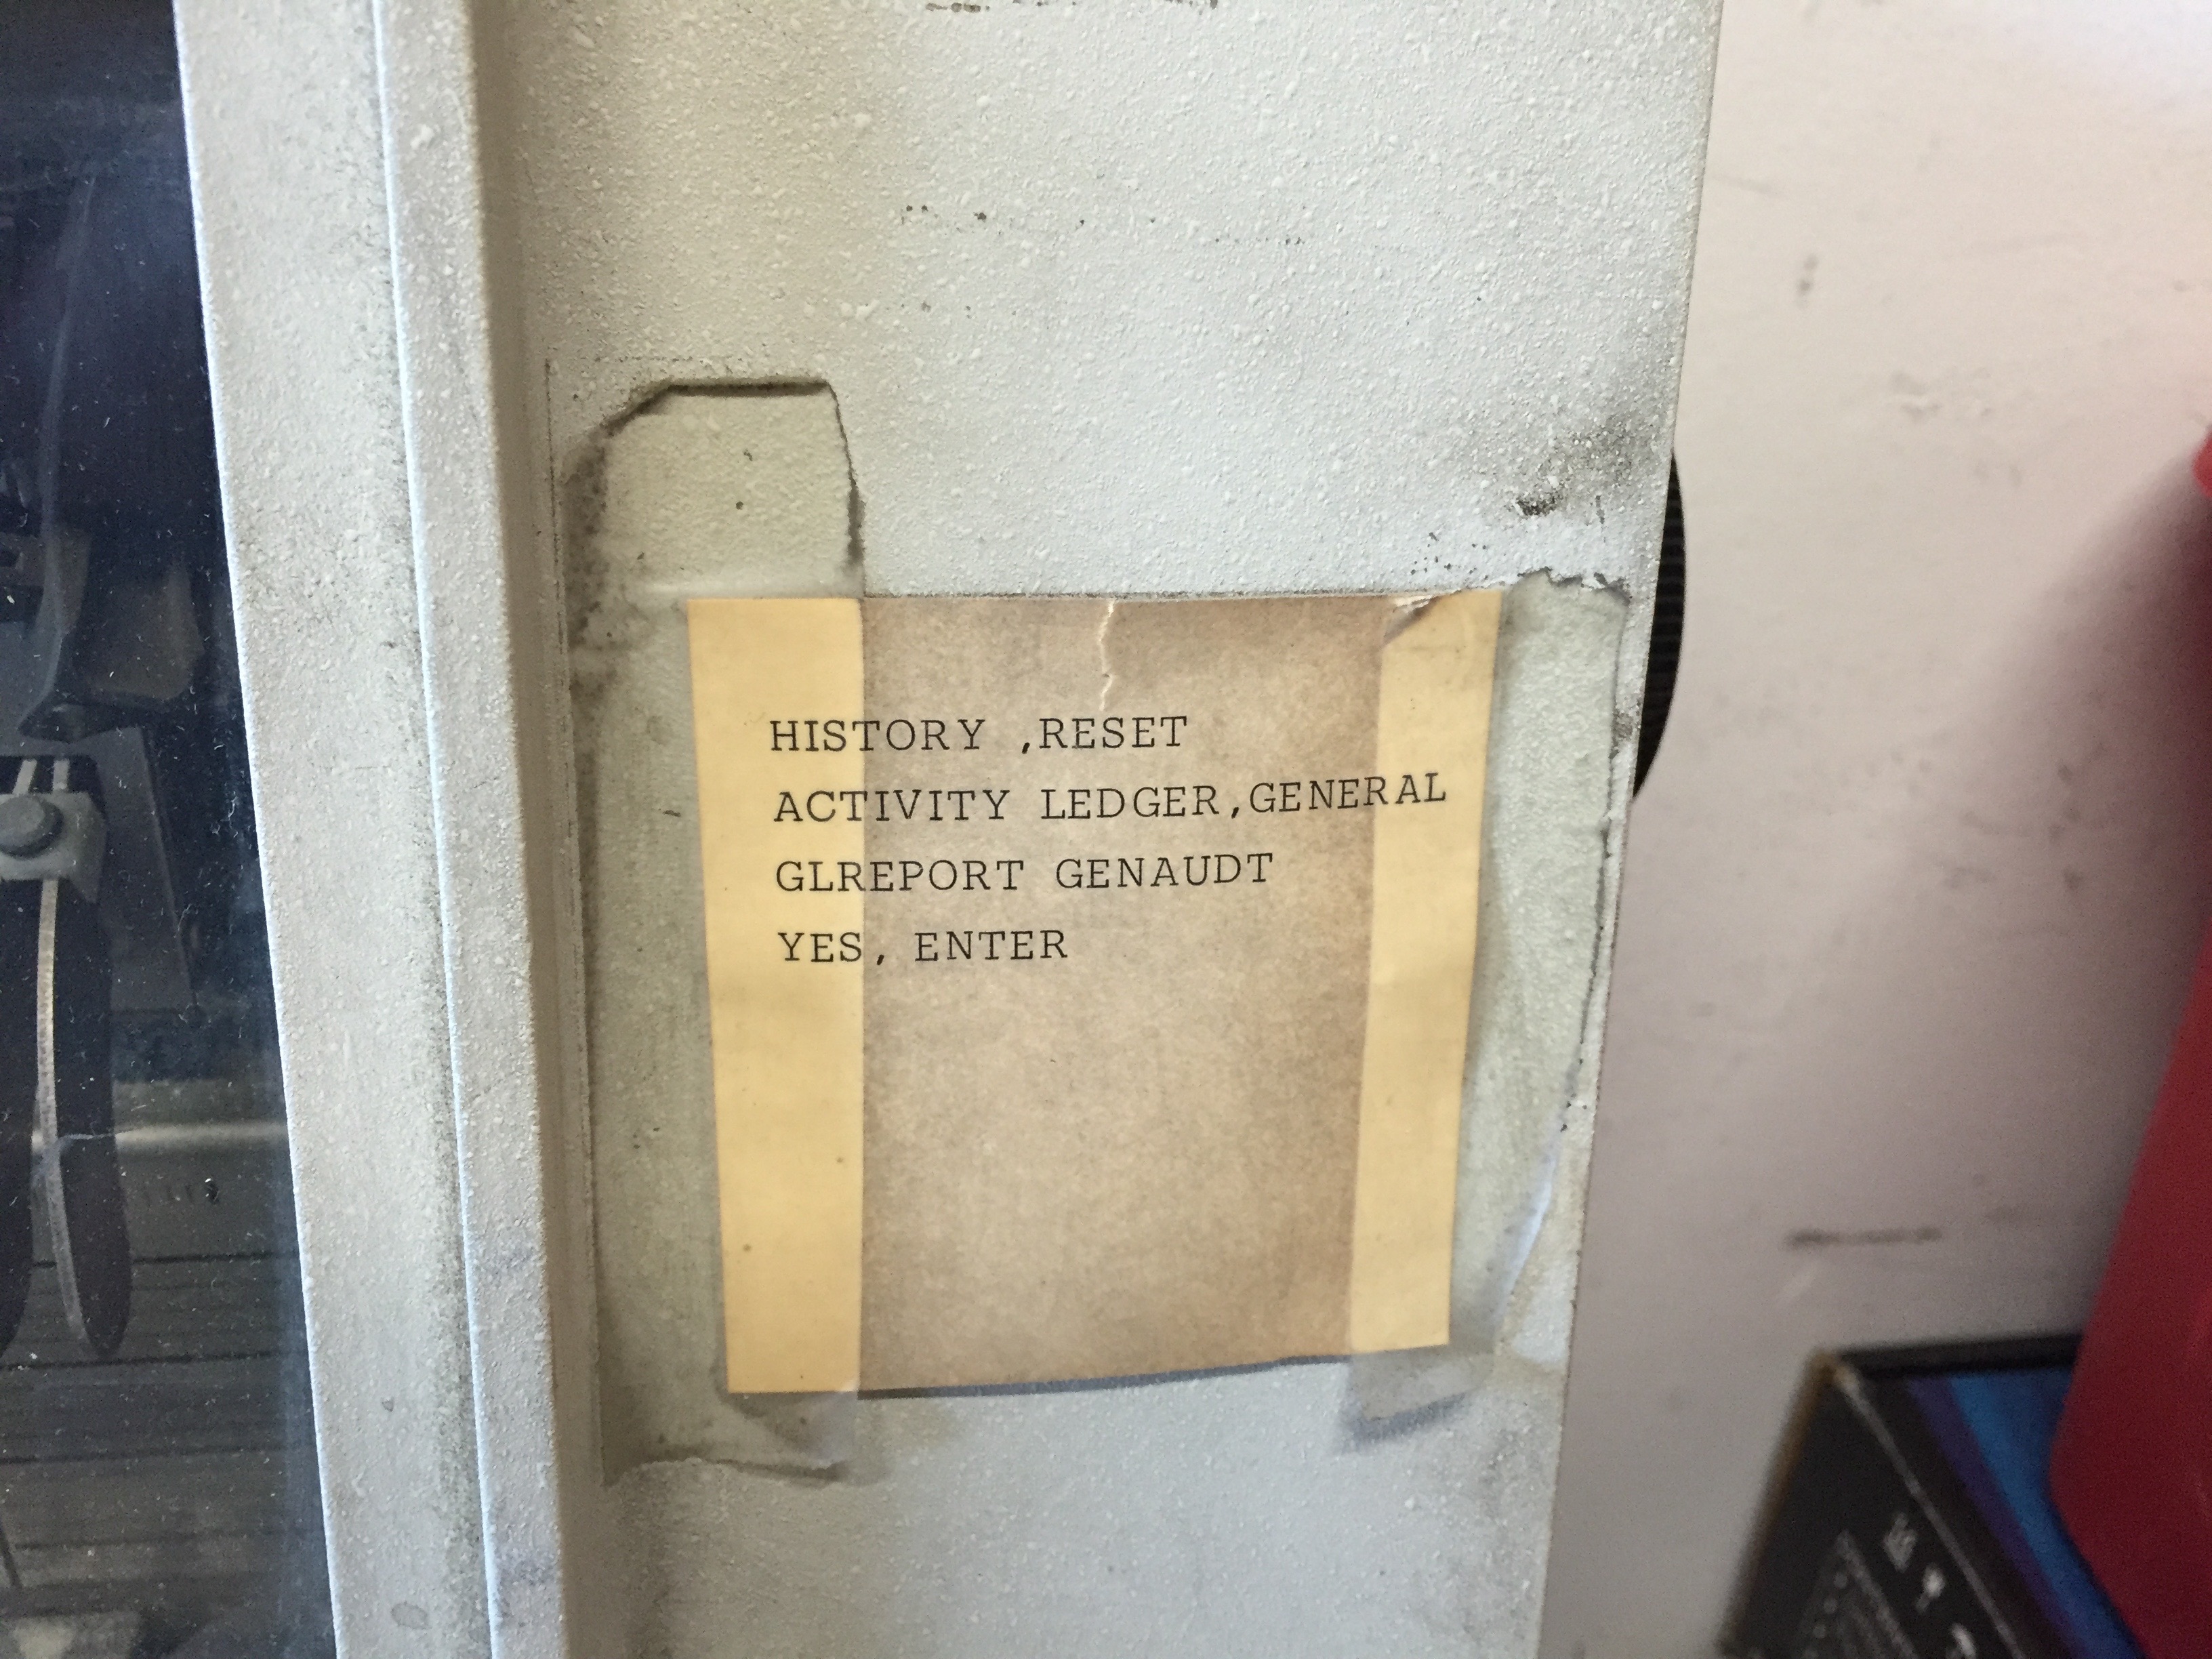 HISTORY ,RESET
ACTIVITY LEDGER,GENERAL
GLREPORT GENAUDT
YES, ENTER